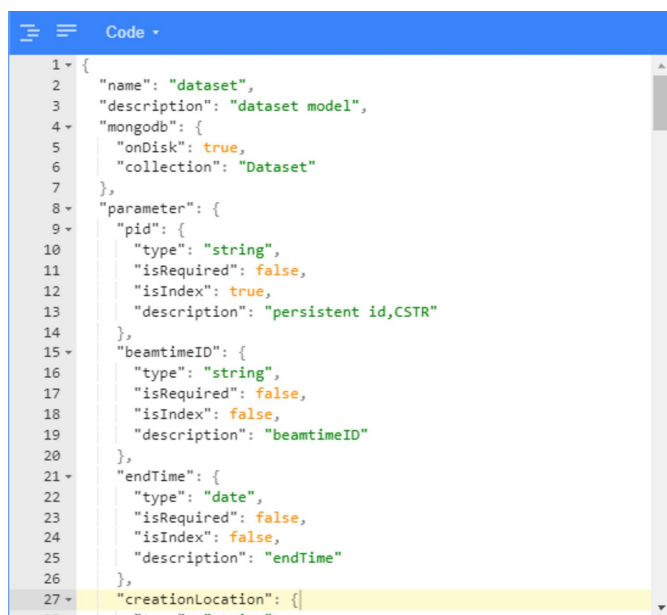 Code
1 {
2 "name": "dataset",
3 "description": "dataset model",
4 "mongodb": {
5 "onDisk": true,
6 "collection": "Dataset"
7 },
8 "parameter": {
9 "pid": {
10 "type": "string",
11 "isRequired": false,
12 "isIndex": true,
13 "description": "persistent id,CSTR"
14 },
15 "beamtimeID": {
16 "type": "string",
17 "isRequired": false,
18 "isIndex": false,
19 "description": "beamtimeID"
20 },
21 "endTime": {
22 "type": "date",
23 "isRequired": false,
24 "isIndex": false,
25 "description": "endTime"
26 },
27 "creationLocation": {